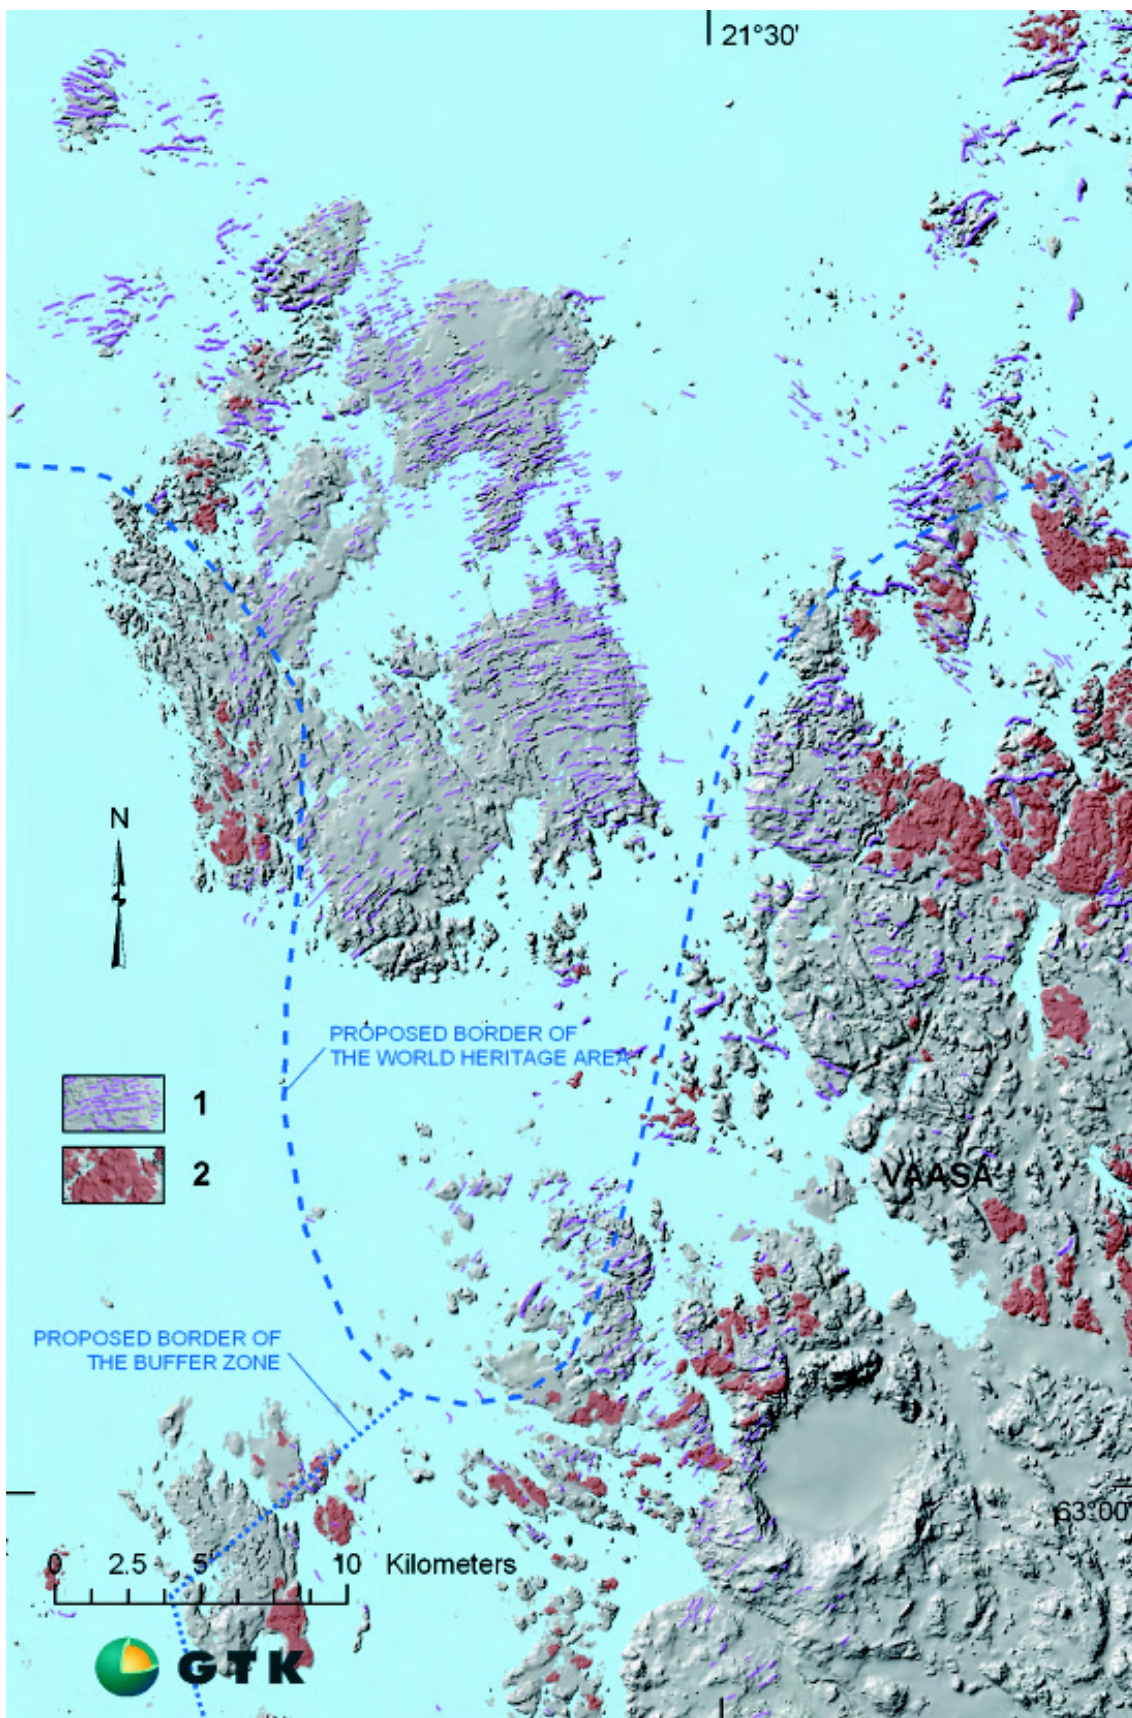 21°30'
N
PROPOSED BORDER OF
THE WORLD HERITAGE AREA
1
2
VAASA
PROPOSED BORDER OF
THE BUFFER ZONE
63°00'
0 2.5 5 10 Kilometers
GTK